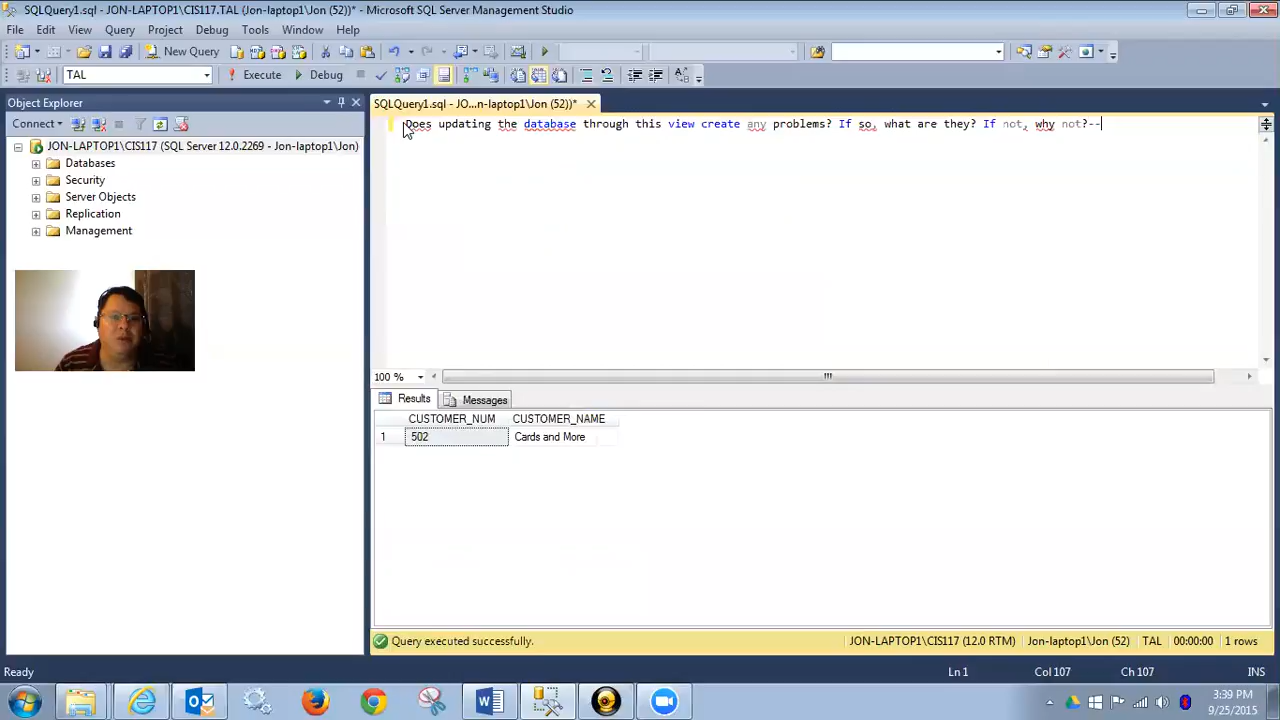 SQLQuery1.sql - JON-LAPTOP1\CIS117.TAL (Jon-laptop1\Jon (52))* - Microsoft SQL Server Management Studio
File Edit View Query Project Debug Tools Window Help
New Query
TAL Execute Debug
Object Explorer
SQLQuery1.sql - JO...n-laptop1\Jon (52))*
Connect
Does updating the database through this view create any problems? If so, what are they? If not, why not?--
JON-LAPTOP1\CIS117 (SQL Server 12.0.2269 - Jon-laptop1\Jon)
Databases
Security
Server Objects
Replication
Management
100 %
Results Messages
CUSTOMER_NUM CUSTOMER_NAME
1 502 Cards and More
Query executed successfully. JON-LAPTOP1\CIS117 (12.0 RTM) Jon-laptop1\Jon (52) TAL 00:00:00 1 rows
Ready Ln 1 Col 107 Ch 107 INS
3:39 PM
9/25/2015